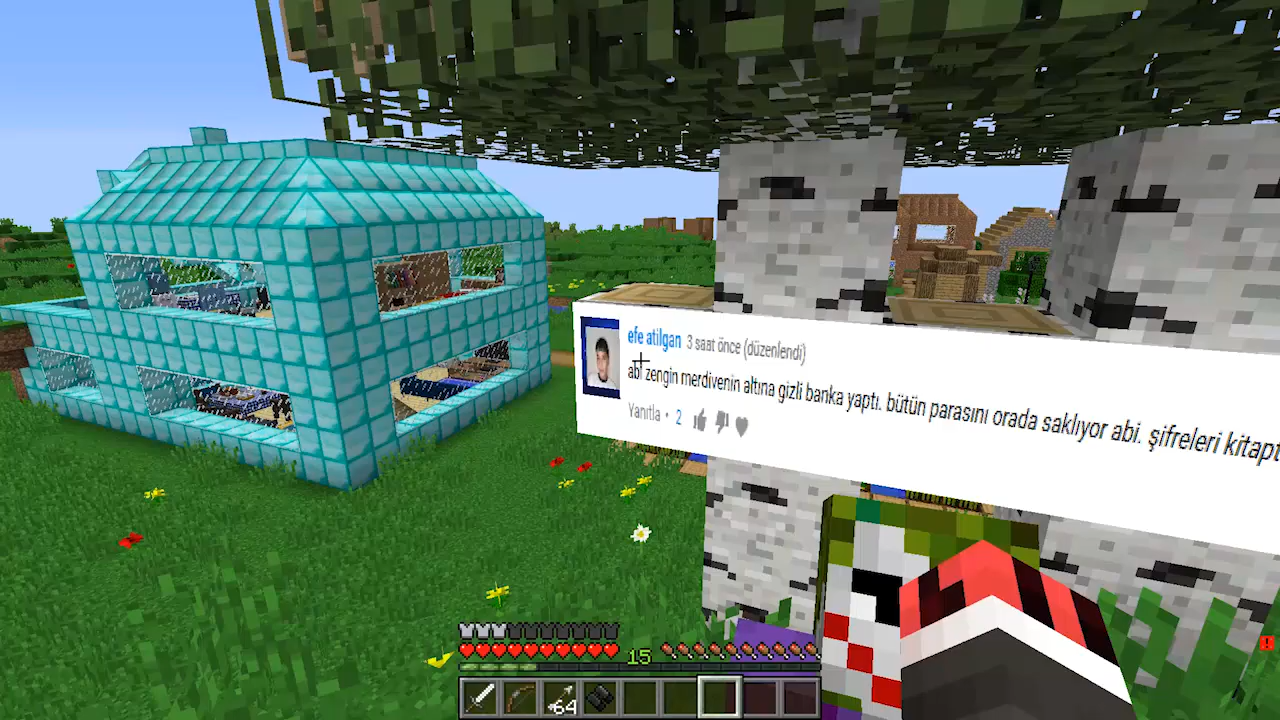 efe atilgan 3 saat önce (düzenlendi)
abi zengin merdivenin altına gizli banka yaptı. bütün parasını orada saklıyor abi. şifreleri kitapt
Yanıtla • 2
15
64